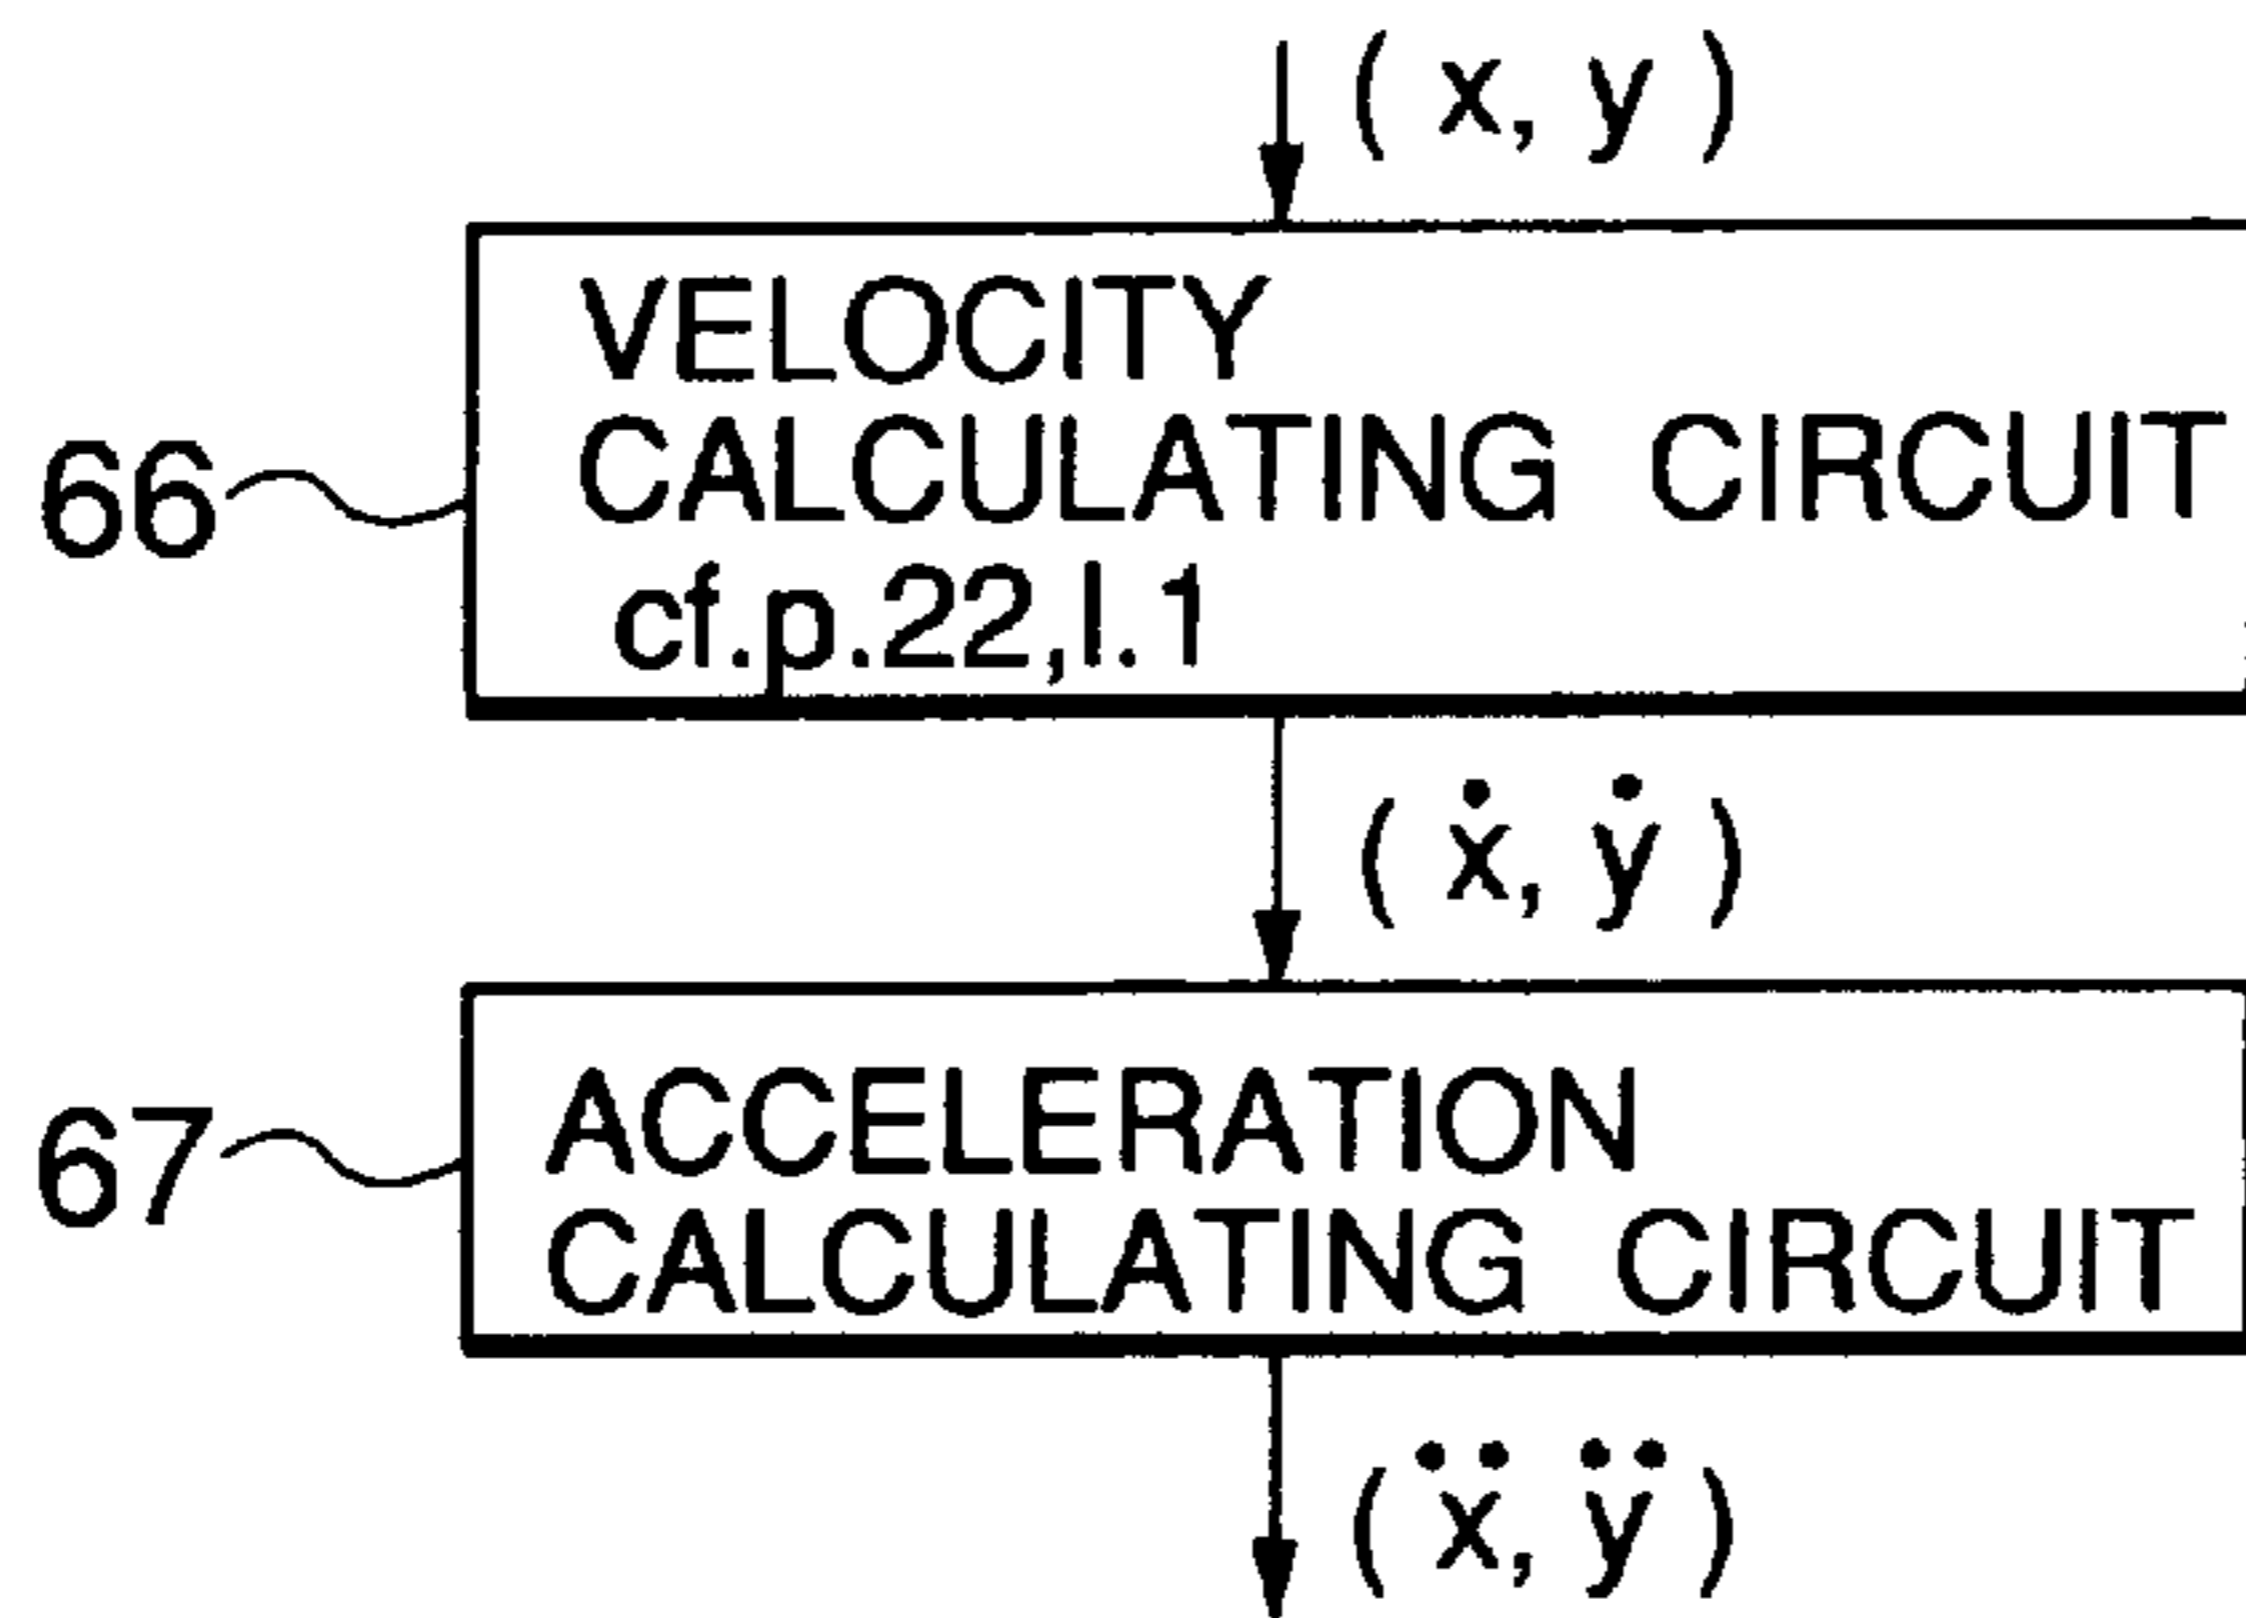 ( x, y )
VELOCITY
CALCULATING CIRCUIT
66
cf.p.22,l.1
( ẋ, ẏ )
ACCELERATION
67
CALCULATING CIRCUIT
( ẍ, ÿ )